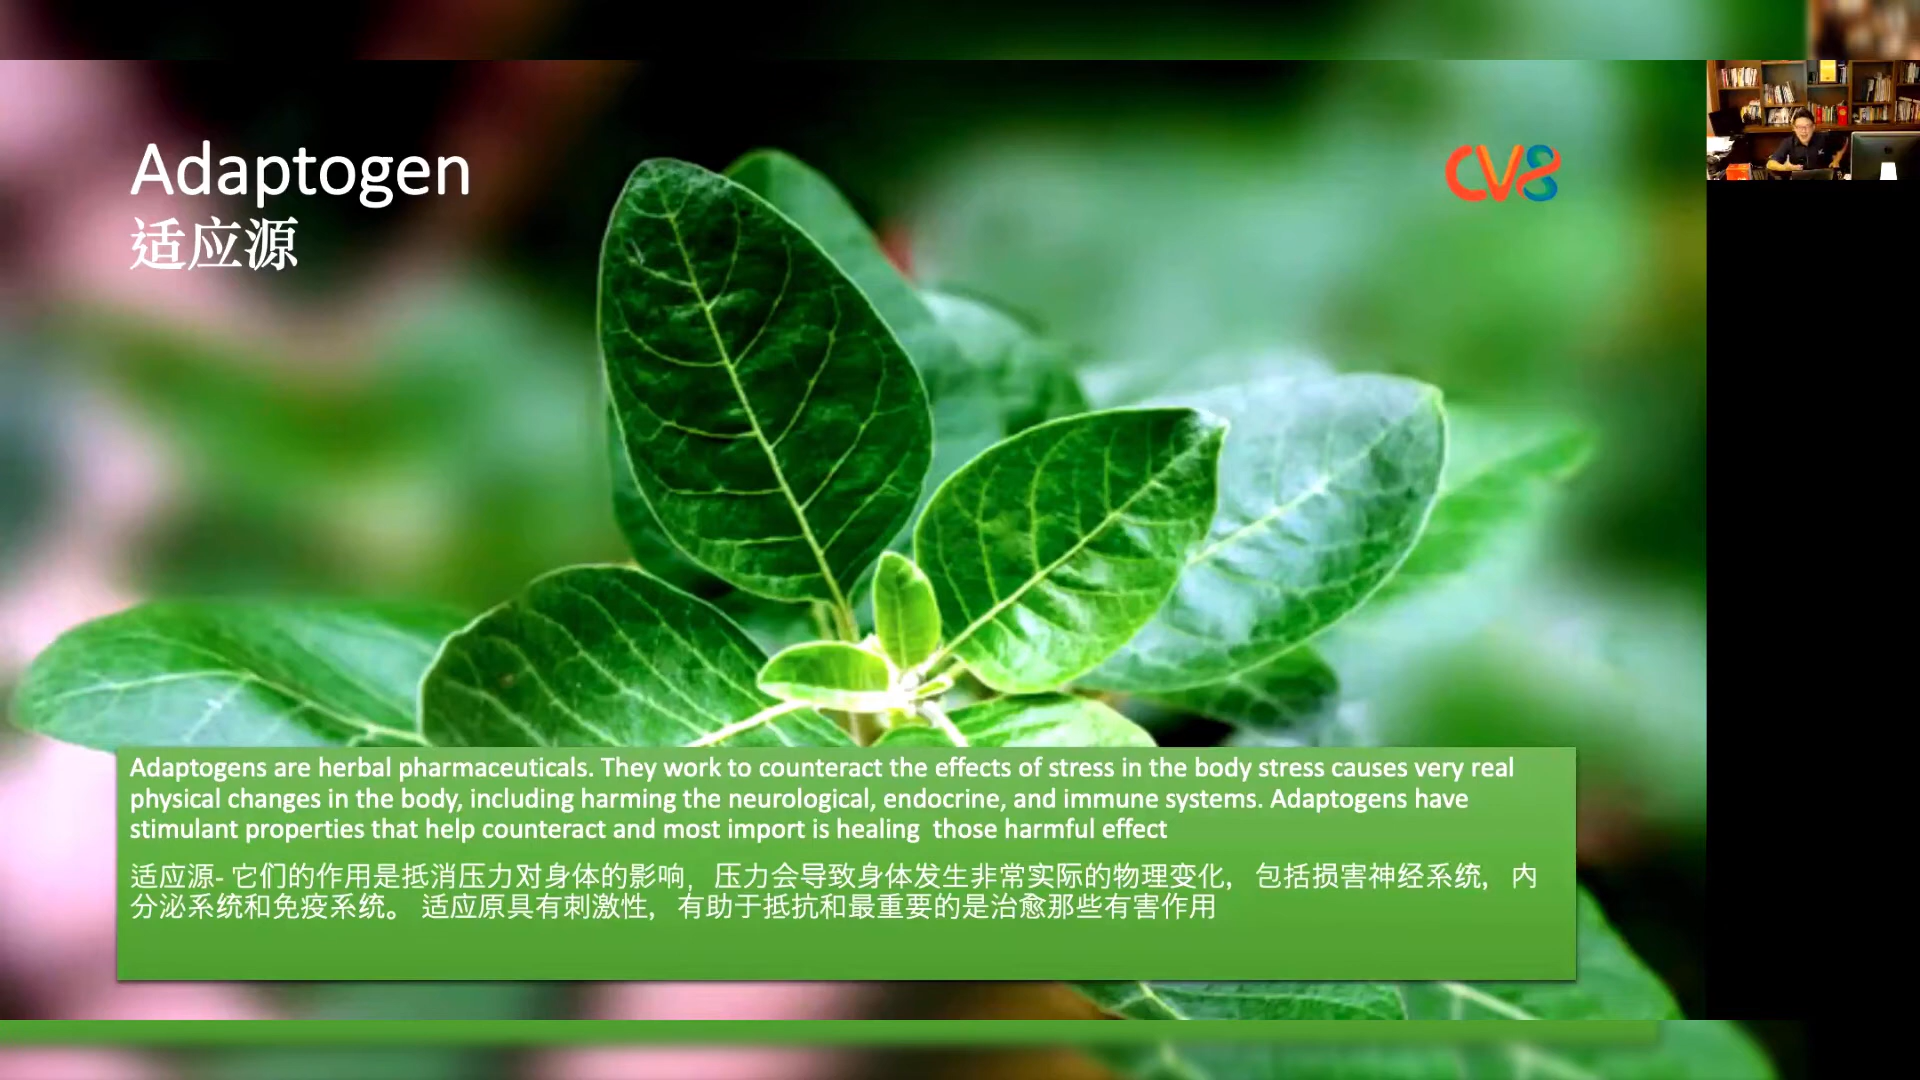 Adaptogen
适应源
CV8
Adaptogens are herbal pharmaceuticals. They work to counteract the effects of stress in the body stress causes very real
physical changes in the body, including harming the neurological, endocrine, and immune systems. Adaptogens have
stimulant properties that help counteract and most import is healing  those harmful effect
适应源- 它们的作用是抵消压力对身体的影响，压力会导致身体发生非常实际的物理变化，包括损害神经系统，内
分泌系统和免疫系统。 适应原具有刺激性，有助于抵抗和最重要的是治愈那些有害作用